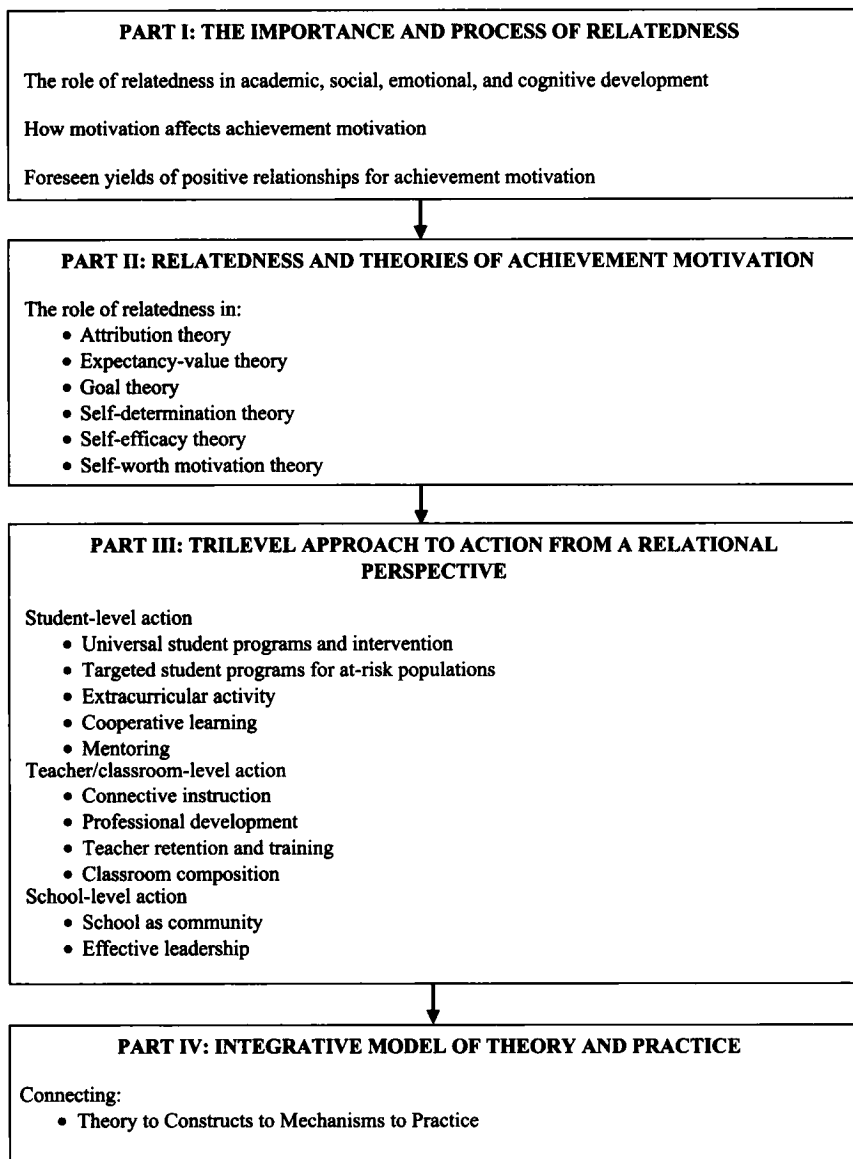 PART I: THE IMPORTANCE AND PROCESS OF RELATEDNESS
The role of relatedness in academic, social, emotional, and cognitive development
How motivation affects achievement motivation
Foreseen yields of positive relationships for achievement motivation
PART II: RELATEDNESS AND THEORIES OF ACHIEVEMENT MOTIVATION
The role of relatedness in:
• Attribution theory
• Expectancy-value theory
• Goal theory
• Self-determination theory
• Self-efficacy theory
• Self-worth motivation theory
PART III: TRILEVEL APPROACH TO ACTION FROM A RELATIONAL
PERSPECTIVE
Student-level action
• Universal student programs and intervention
• Targeted student programs for at-risk populations
• Extracurricular activity
• Cooperative learning
• Mentoring
Teacher/classroom-level action
• Connective instruction
• Professional development
• Teacher retention and training
• Classroom composition
School-level action
• School as community
• Effective leadership
PART IV: INTEGRATIVE MODEL OF THEORY AND PRACTICE
Connecting:
• Theory to Constructs to Mechanisms to Practice